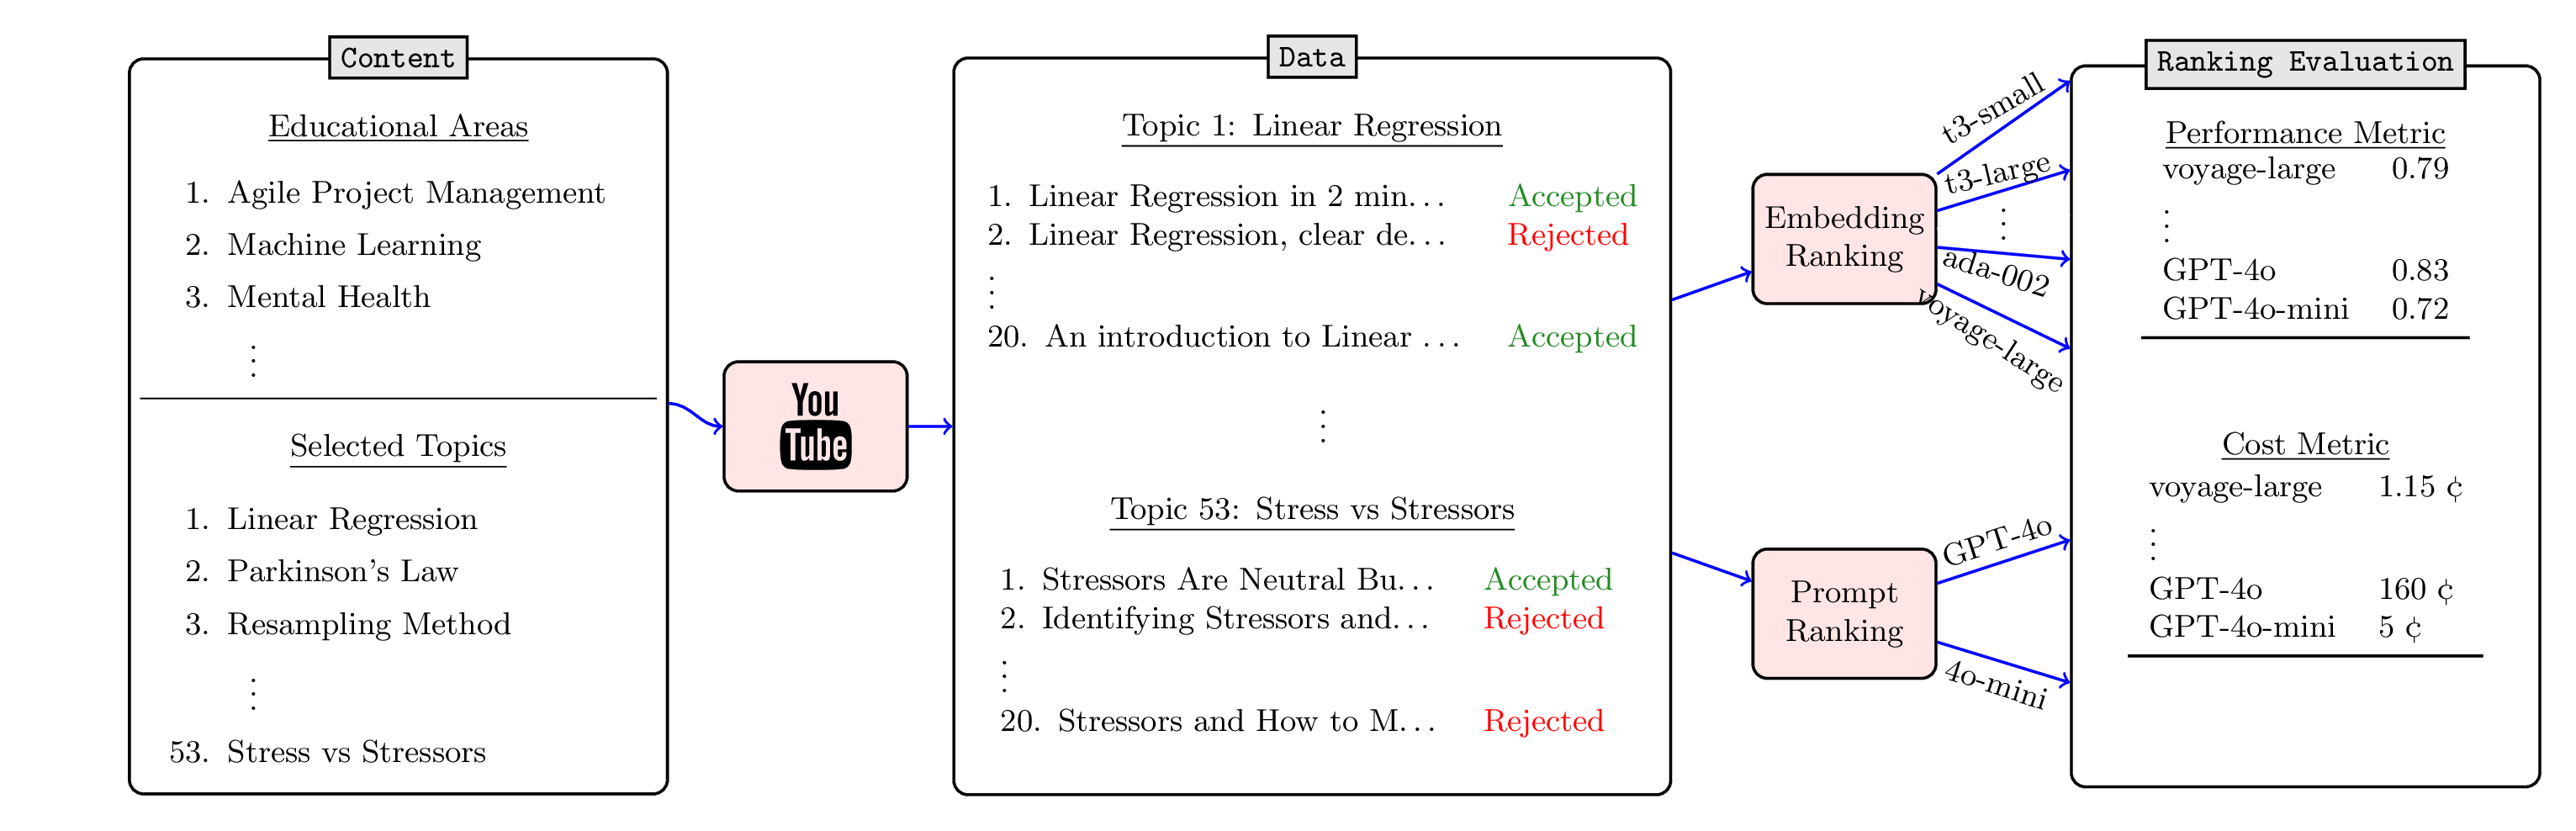 Content
Educational Areas
1. Agile Project Management
2. Machine Learning
3. Mental Health
⋮
Selected Topics
1. Linear Regression
2. Parkinson's Law
3. Resampling Method
⋮
53. Stress vs Stressors
You
Tube
Data
Topic 1: Linear Regression
1. Linear Regression in 2 min... Accepted
2. Linear Regression, clear de... Rejected
⋮
20. An introduction to Linear ... Accepted
⋮
Topic 53: Stress vs Stressors
1. Stressors Are Neutral Bu... Accepted
2. Identifying Stressors and... Rejected
⋮
20. Stressors and How to M... Rejected
Embedding
Ranking
t3-small
t3-large
⋮
ada-002
voyage-large
Prompt
Ranking
GPT-4o
4o-mini
Ranking Evaluation
Performance Metric
voyage-large 0.79
⋮
GPT-4o 0.83
GPT-4o-mini 0.72
Cost Metric
voyage-large 1.15 ¢
⋮
GPT-4o 160 ¢
GPT-4o-mini 5 ¢